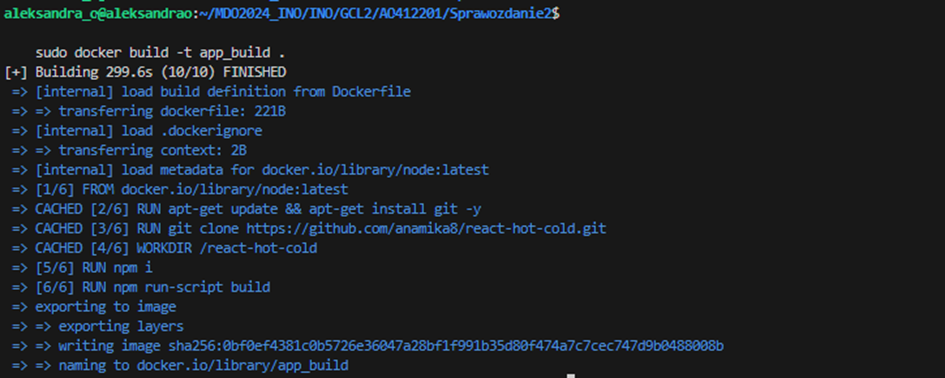 aleksandra_o@aleksandrao:~/MDO2024_INO/INO/GCL2/AO412201/Sprawozdanie2$
sudo docker build -t app_build .
[+] Building 299.6s (10/10) FINISHED
=> [internal] load build definition from Dockerfile
=> => transferring dockerfile: 221B
=> [internal] load .dockerignore
=> => transferring context: 2B
=> [internal] load metadata for docker.io/library/node:latest
=> [1/6] FROM docker.io/library/node:latest
=> CACHED [2/6] RUN apt-get update && apt-get install git -y
=> CACHED [3/6] RUN git clone https://github.com/anamika8/react-hot-cold.git
=> CACHED [4/6] WORKDIR /react-hot-cold
=> [5/6] RUN npm i
=> [6/6] RUN npm run-script build
=> exporting to image
=> => exporting layers
=> => writing image sha256:0bf0ef4381c0b5726e36047a28bf1f991b35d80f474a7c7cec747d9b0488008b
=> => naming to docker.io/library/app_build